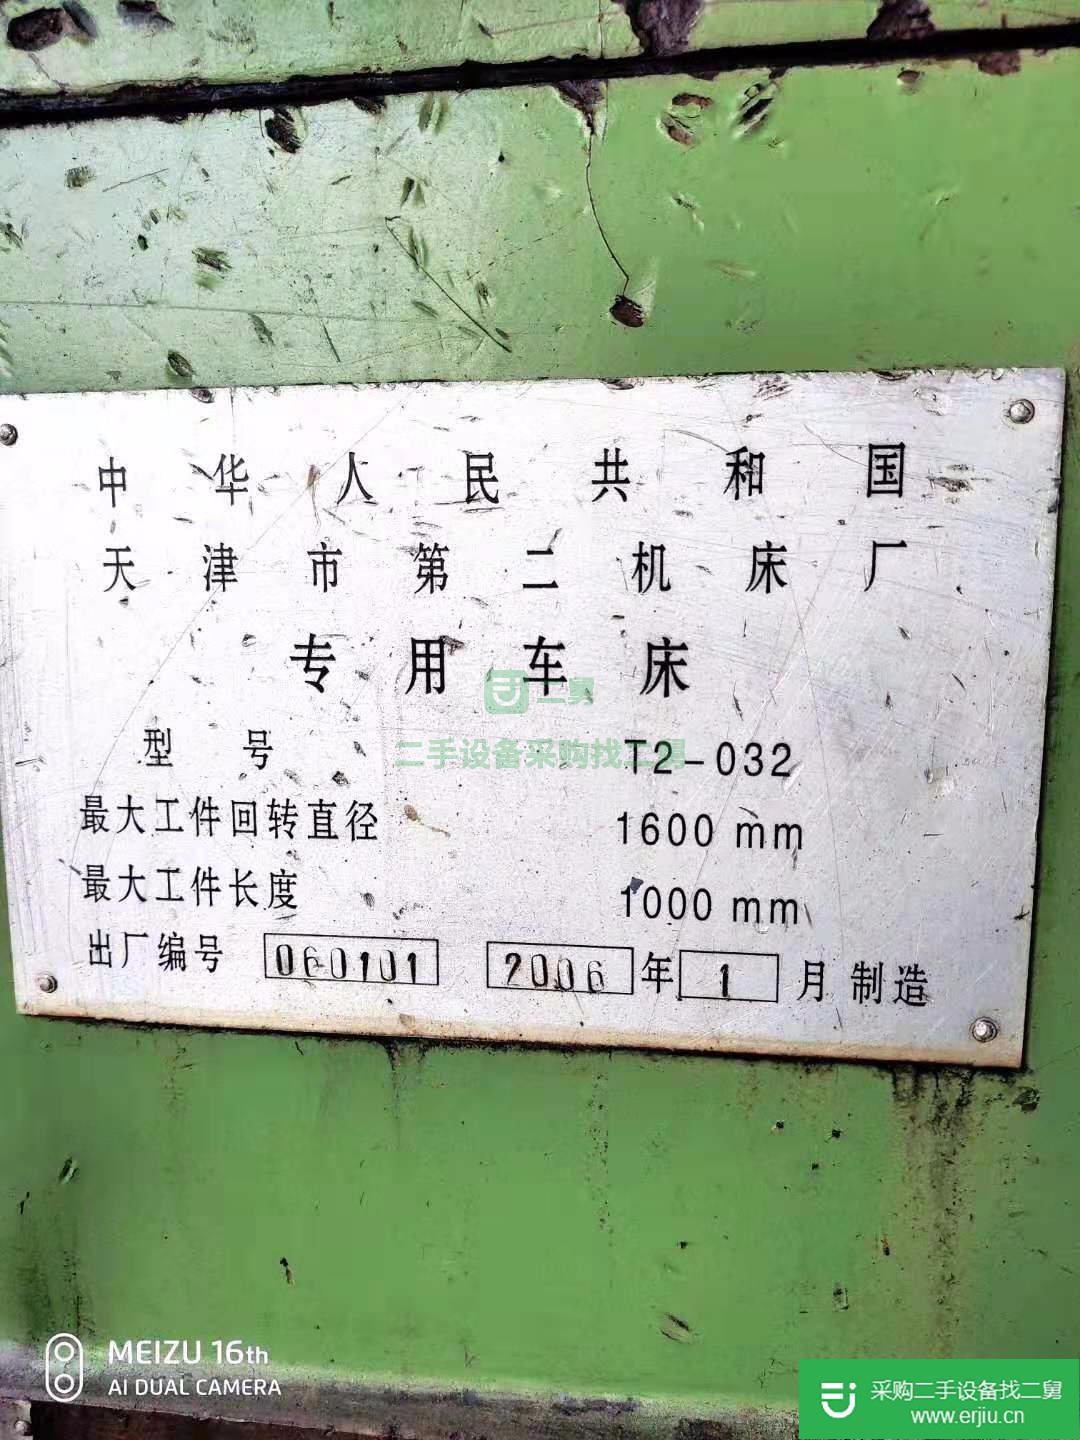 中华人民共和国
天津市第二机床厂
专用车床
二舅
二手设备采购找二舅
型号 T2-032
最大工件回转直径 1600 mm
最大工件长度 1000 mm
出厂编号 060101 2006 年 1 月制造
MEIZU 16th
AI DUAL CAMERA
采购二手设备找二舅
www.erjiu.cn